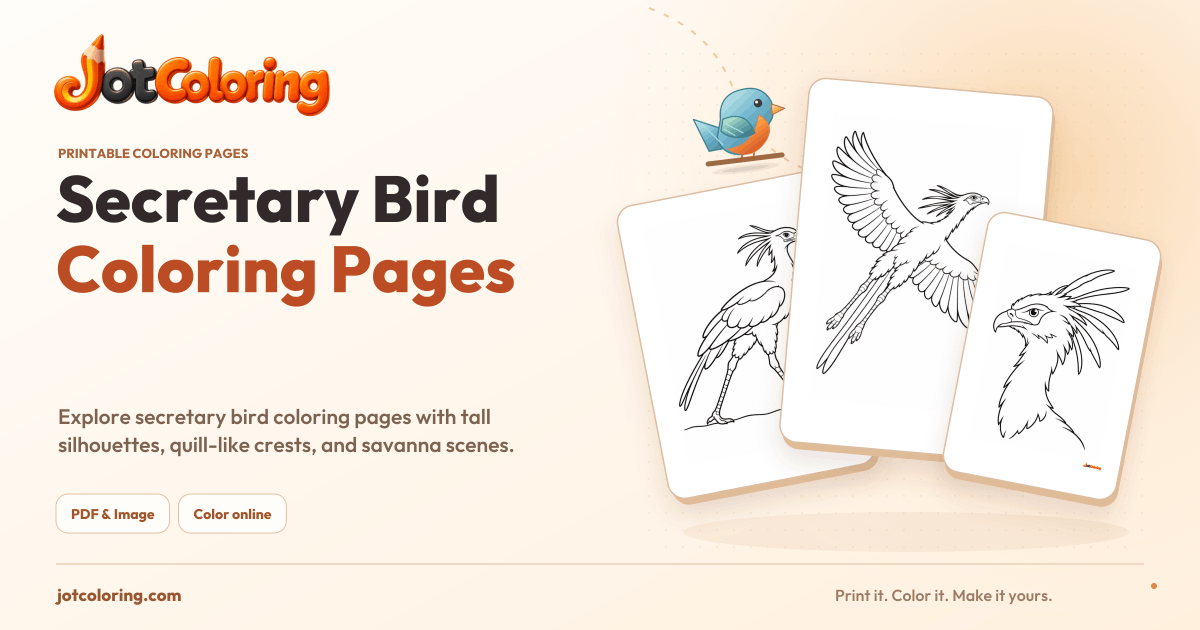 JotColoring
PRINTABLE COLORING PAGES
Secretary Bird
Coloring Pages
Explore secretary bird coloring pages with tall
silhouettes, quill-like crests, and savanna scenes.
PDF & Image
Color online
jotcoloring.com
Print it. Color it. Make it yours.